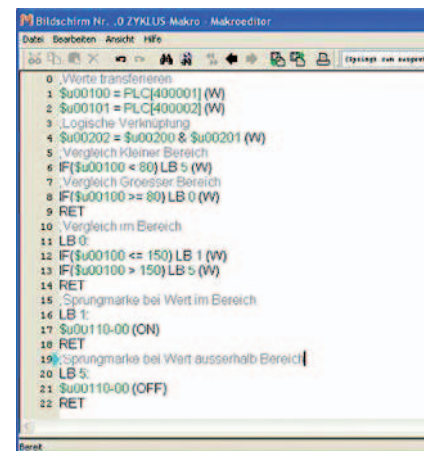 Bildschirm Nr. .0 ZYKLUS-Makro - Makroeditor
Datei Bearbeiten Ansicht Hilfe
0 ;Werte transferieren
1 $u00100 = PLC[400001] (W)
2 $u00101 = PLC[400002] (W)
3 ;Logische Verknüpfung
4 $u00202 = $u00200 & $u00201 (W)
5 ;Vergleich Kleiner Bereich
6 IF($u00100 < 80) LB 5 (W)
7 ;Vergleich Groesser Bereich
8 IF($u00100 >= 80) LB 0 (W)
9 RET
10 ;Vergleich im Bereich
11 LB 0:
12 IF($u00100 <= 150) LB 1 (W)
13 IF($u00100 > 150) LB 5 (W)
14 RET
15 ;Sprungmarke bei Wert im Bereich
16 LB 1:
17 $u00110-00 (ON)
18 RET
19 ;Sprungmarke bei Wert ausserhalb Bereich
20 LB 5:
21 $u00110-00 (OFF)
22 RET
Bereit